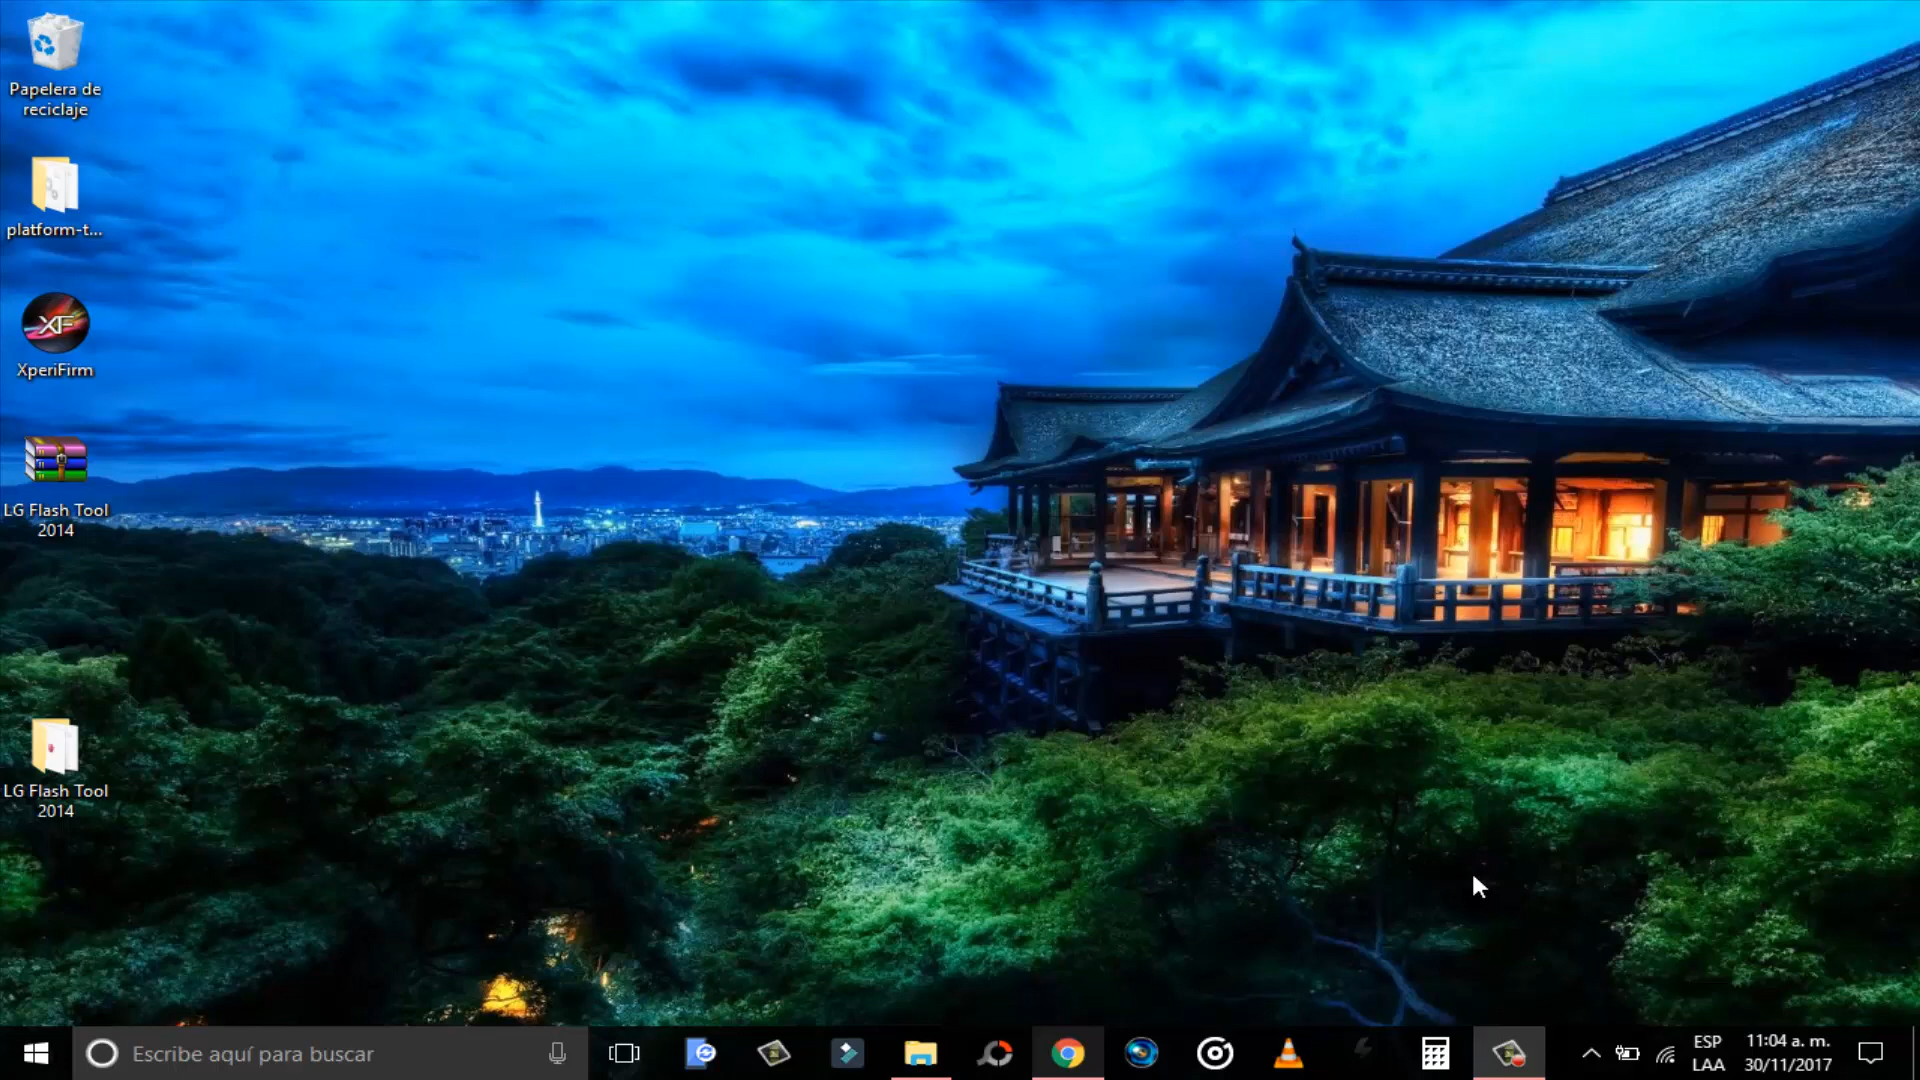 Papelera de
reciclaje
platform-t...
XF
XperiFirm
LG Flash Tool
2014
LG Flash Tool
2014
Escribe aquí para buscar
ESP
LAA
11:04 a. m.
30/11/2017